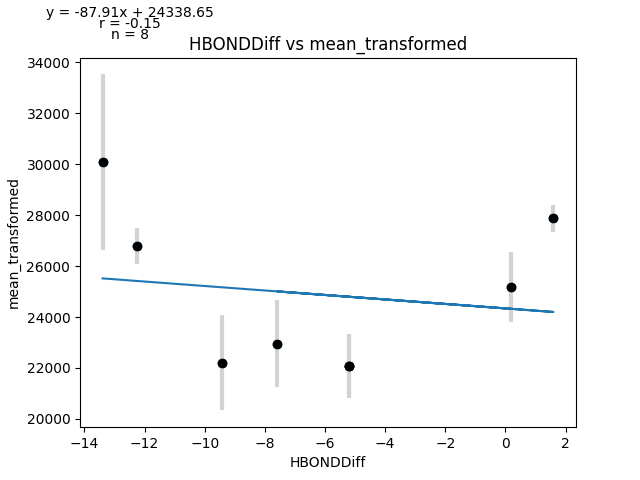 y = -87.91x + 24338.65
r = -0.15
n = 8
HBONDDiff vs mean_transformed
34000
32000
30000
28000
26000
24000
22000
20000
mean_transformed
−14 −12 −10 −8 −6 −4 −2 0 2
HBONDDiff